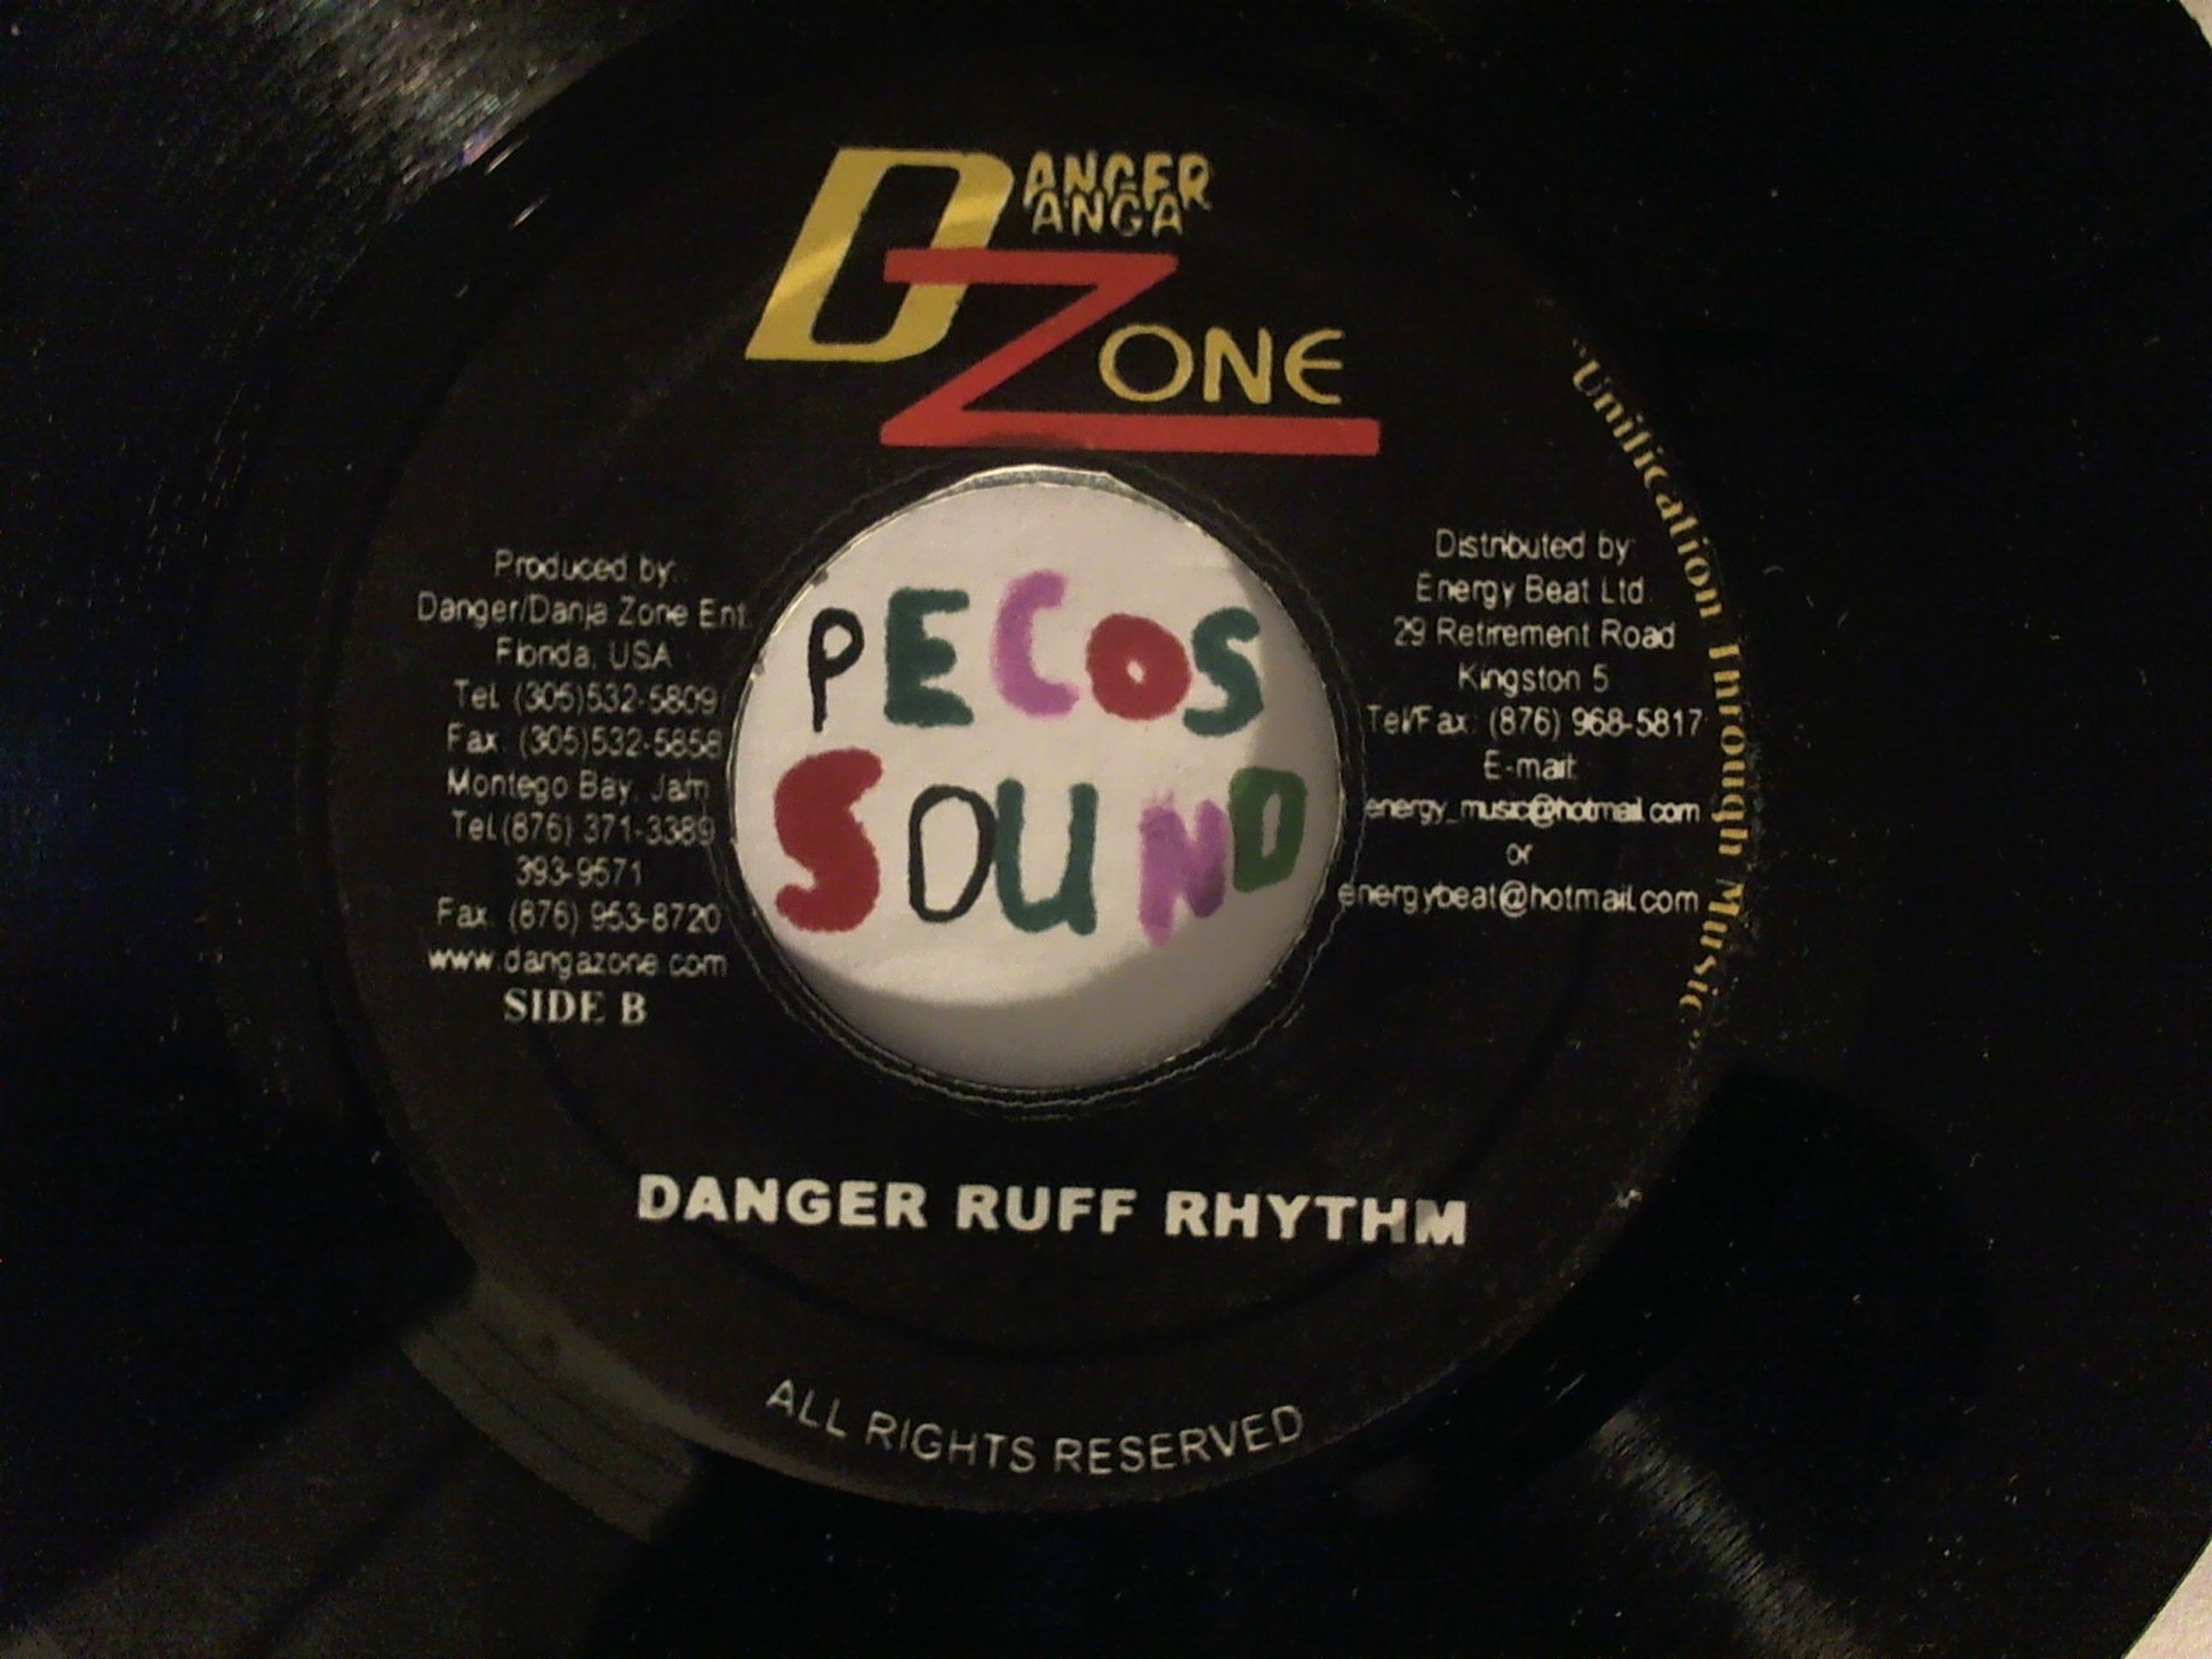 DANGER
ANGA
ZONE
Produced by:
Danger/Danja Zone Ent.
Florida, USA
Tel. (305)532-5809
Fax. (305)532-5858
Montego Bay, Jam
Tel.(876) 371-3389
393-9571
Fax. (876) 953-8720
www.dangazone.com
SIDE B
PECOS
SOUND
Distributed by:
Energy Beat Ltd.
29 Retirement Road
Kingston 5
Tel/Fax: (876) 968-5817
E-mail:
energy_music@hotmail.com
or
energybeat@hotmail.com
"Unification Through Music"
DANGER RUFF RHYTHM
ALL RIGHTS RESERVED